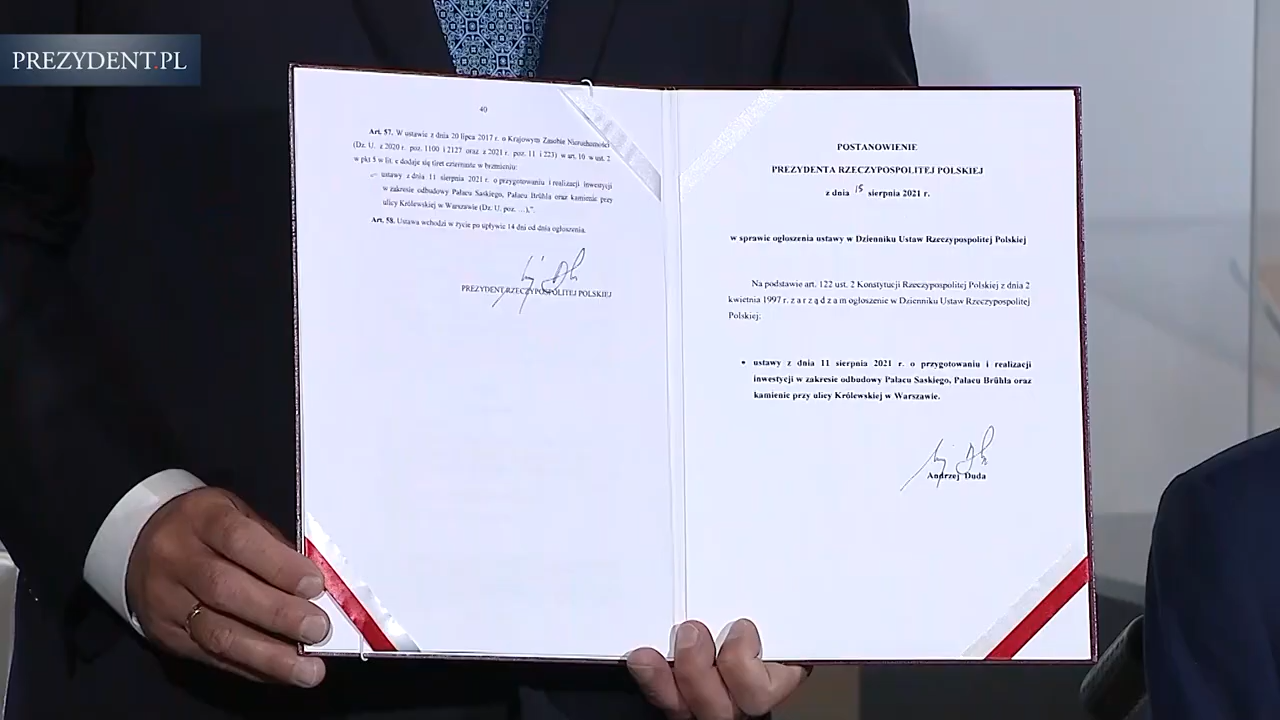 PREZYDENT.PL
40
Art. 57. W ustawie z dnia 20 lipca 2017 r. o Krajowym Zasobie Nieruchomości
(Dz. U. z 2020 r. poz. 1100 i 2127 oraz z 2021 r. poz. 11 i 223) w art. 10 w ust. 2
w pkt 5 w lit. c dodaje się tiret czternaste w brzmieniu:
„– ustawy z dnia 11 sierpnia 2021 r. o przygotowaniu i realizacji inwestycji
w zakresie odbudowy Pałacu Saskiego, Pałacu Brühla oraz kamienic przy
ulicy Królewskiej w Warszawie (Dz. U. poz. …),”.
Art. 58. Ustawa wchodzi w życie po upływie 14 dni od dnia ogłoszenia.
PREZYDENT RZECZYPOSPOLITEJ POLSKIEJ
POSTANOWIENIE
PREZYDENTA RZECZYPOSPOLITEJ POLSKIEJ
z dnia 15 sierpnia 2021 r.
w sprawie ogłoszenia ustawy w Dzienniku Ustaw Rzeczypospolitej Polskiej
Na podstawie art. 122 ust. 2 Konstytucji Rzeczypospolitej Polskiej z dnia 2
kwietnia 1997 r. z a r z ą d z a m ogłoszenie w Dzienniku Ustaw Rzeczypospolitej
Polskiej:
• ustawy z dnia 11 sierpnia 2021 r. o przygotowaniu i realizacji
inwestycji w zakresie odbudowy Pałacu Saskiego, Pałacu Brühla oraz
kamienic przy ulicy Królewskiej w Warszawie.
Andrzej Duda